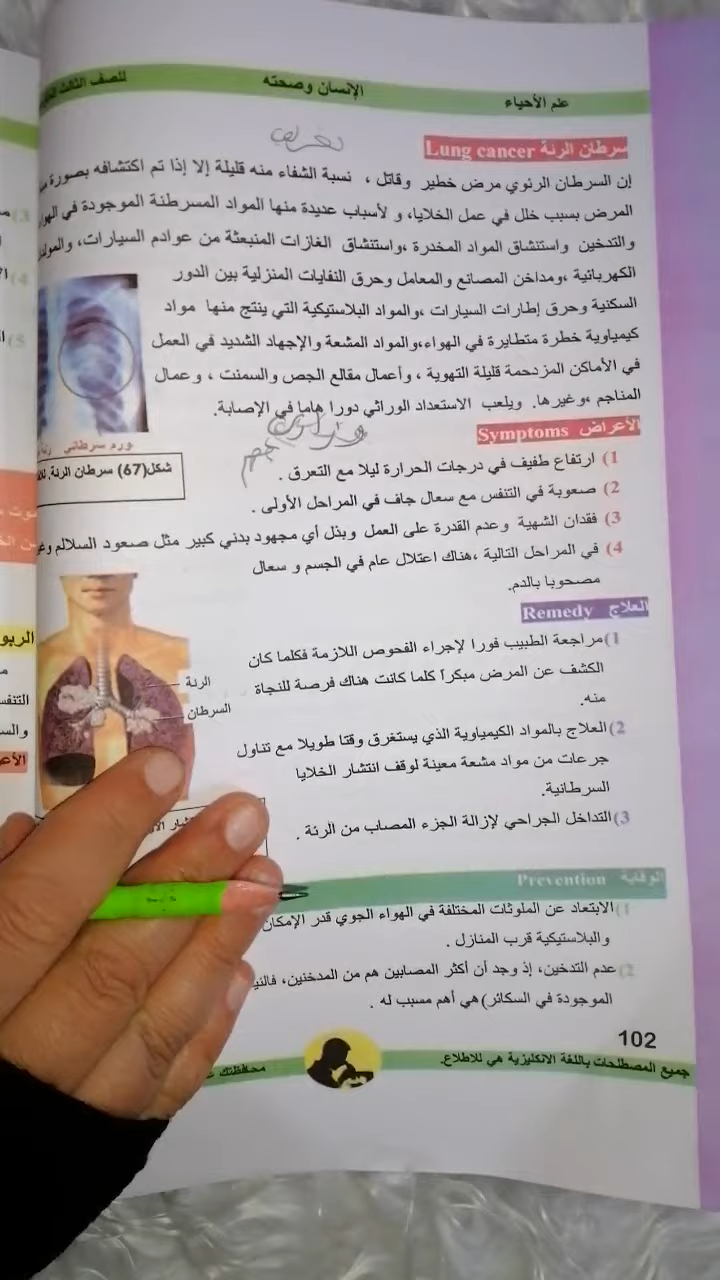 علم الأحياء
الإنسان وصحته
للصف الثالث
سرطان الرئة Lung cancer
إن السرطان الرئوي مرض خطير وقاتل ، نسبة الشفاء منه قليلة إلا إذا تم اكتشافه بصورة
المرض بسبب خلل في عمل الخلايا، و لأسباب عديدة منها المواد المسرطنة الموجودة في
والتدخين واستنشاق المواد المخدرة ،واستنشاق الغازات المنبعثة من عوادم السيارات،
الكهربائية ،ومداخن المصانع والمعامل وحرق النفايات المنزلية بين الدور
السكنية وحرق إطارات السيارات ،والمواد البلاستيكية التي ينتج منها مواد
كيمياوية خطرة متطايرة في الهواء،والمواد المشعة والإجهاد الشديد في العمل
في الأماكن المزدحمة قليلة التهوية ، وأعمال مقالع الجص والسمنت ، وعمال
المناجم ،وغيرها. ويلعب الاستعداد الوراثي دورا هاما في الإصابة.
ورم سرطاني
شكل(67) سرطان الرئة.
الأعراض Symptoms
1) ارتفاع طفيف في درجات الحرارة ليلا مع التعرق .
2) صعوبة في التنفس مع سعال جاف في المراحل الأولى .
3) فقدان الشهية وعدم القدرة على العمل وبذل أي مجهود بدني كبير مثل صعود السلالم
4) في المراحل التالية ،هناك اعتلال عام في الجسم و سعال
مصحوبا بالدم.
الرئة
السرطان
العلاج Remedy
1)مراجعة الطبيب فورا لإجراء الفحوص اللازمة فكلما كان
الكشف عن المرض مبكراً كلما كانت هناك فرصة للنجاة
منه.
2)العلاج بالمواد الكيمياوية الذي يستغرق وقتا طويلا مع تناول
جرعات من مواد مشعة معينة لوقف انتشار الخلايا
السرطانية.
3)التداخل الجراحي لإزالة الجزء المصاب من الرئة .
الوقاية Prevention
1)الابتعاد عن الملوثات المختلفة في الهواء الجوي قدر الإمكان
والبلاستيكية قرب المنازل .
2)عدم التدخين، إذ وجد أن أكثر المصابين هم من المدخنين،
الموجودة في السكائر) هي أهم مسبب له .
102
جميع المصطلحات باللغة الانكليزية هي للاطلاع.
محافظتك
الربو